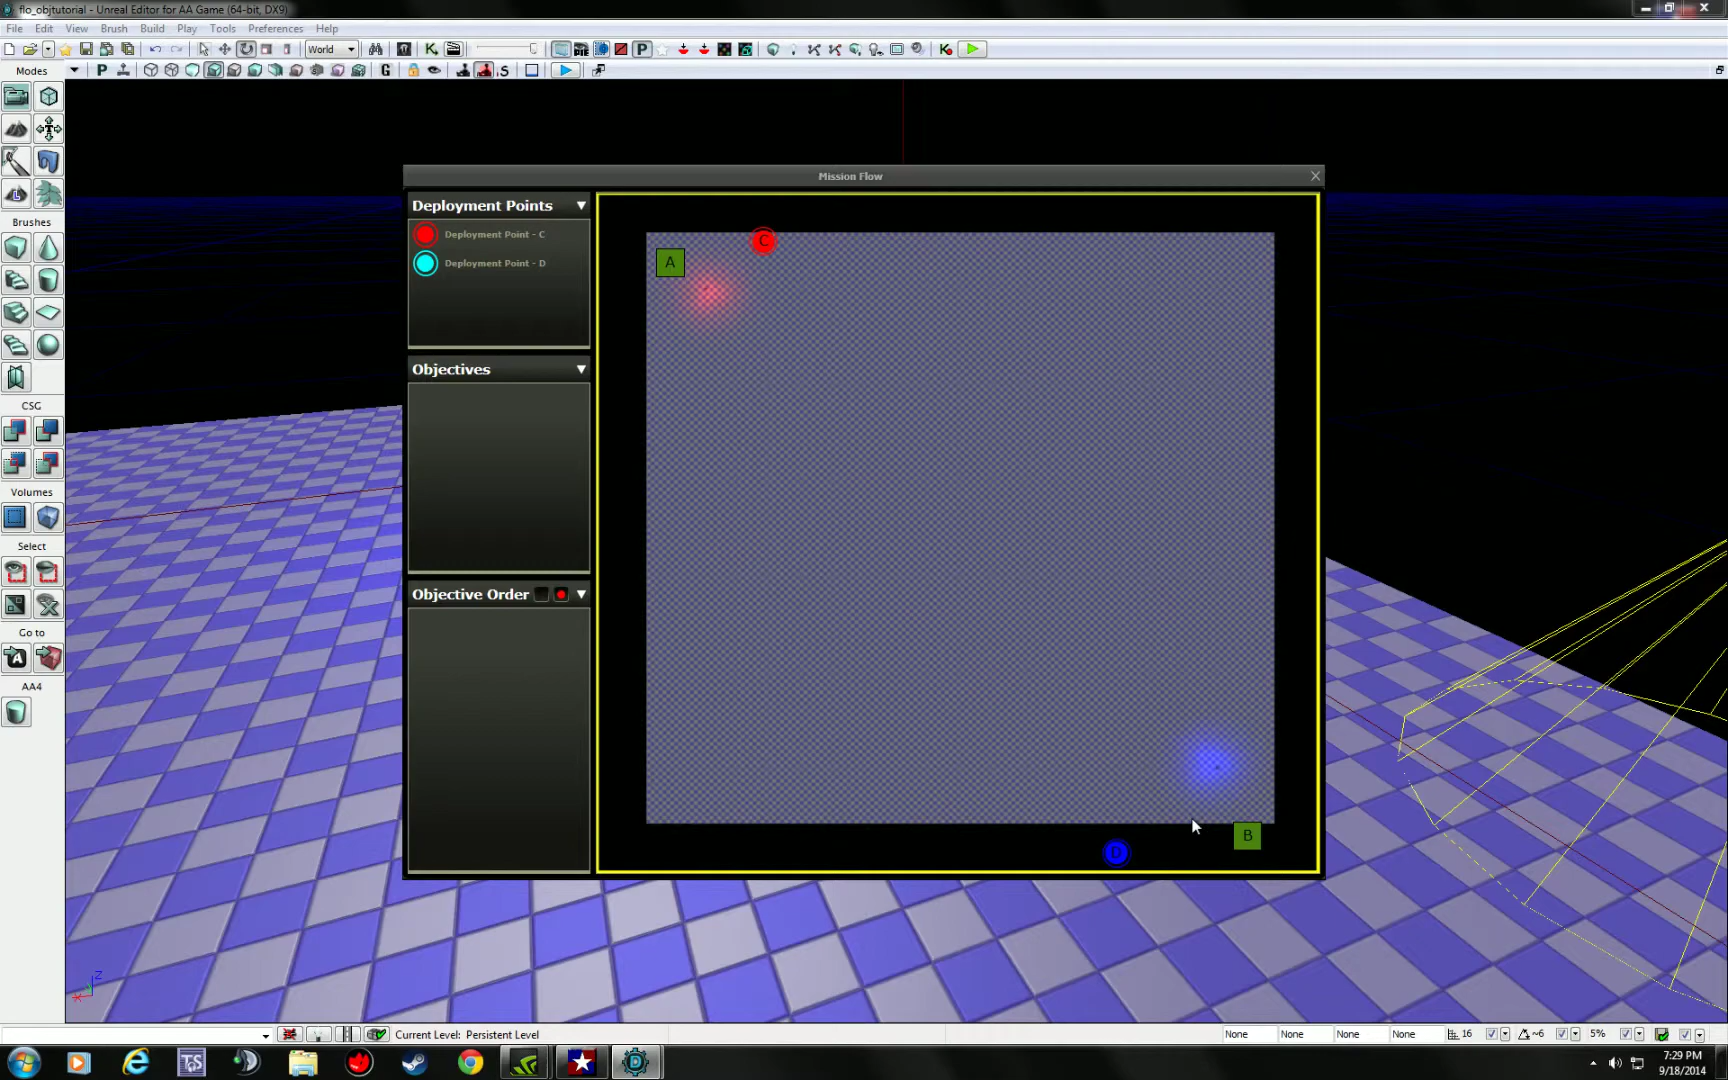 flo_objtutorial - Unreal Editor for AA Game (64-bit, DX9)
File Edit View Brush Build Play Tools Preferences Help
World
P
Modes
P
G
S
Mission Flow
Deployment Points
Deployment Point - C
Deployment Point - D
Objectives
Objective Order
A
C
B
D
Brushes
CSG
Volumes
Select
Go to
A
AA4
Z
X
Current Level: Persistent Level
None None None None 16 ~6 5%
TS
D
7:29 PM
9/18/2014